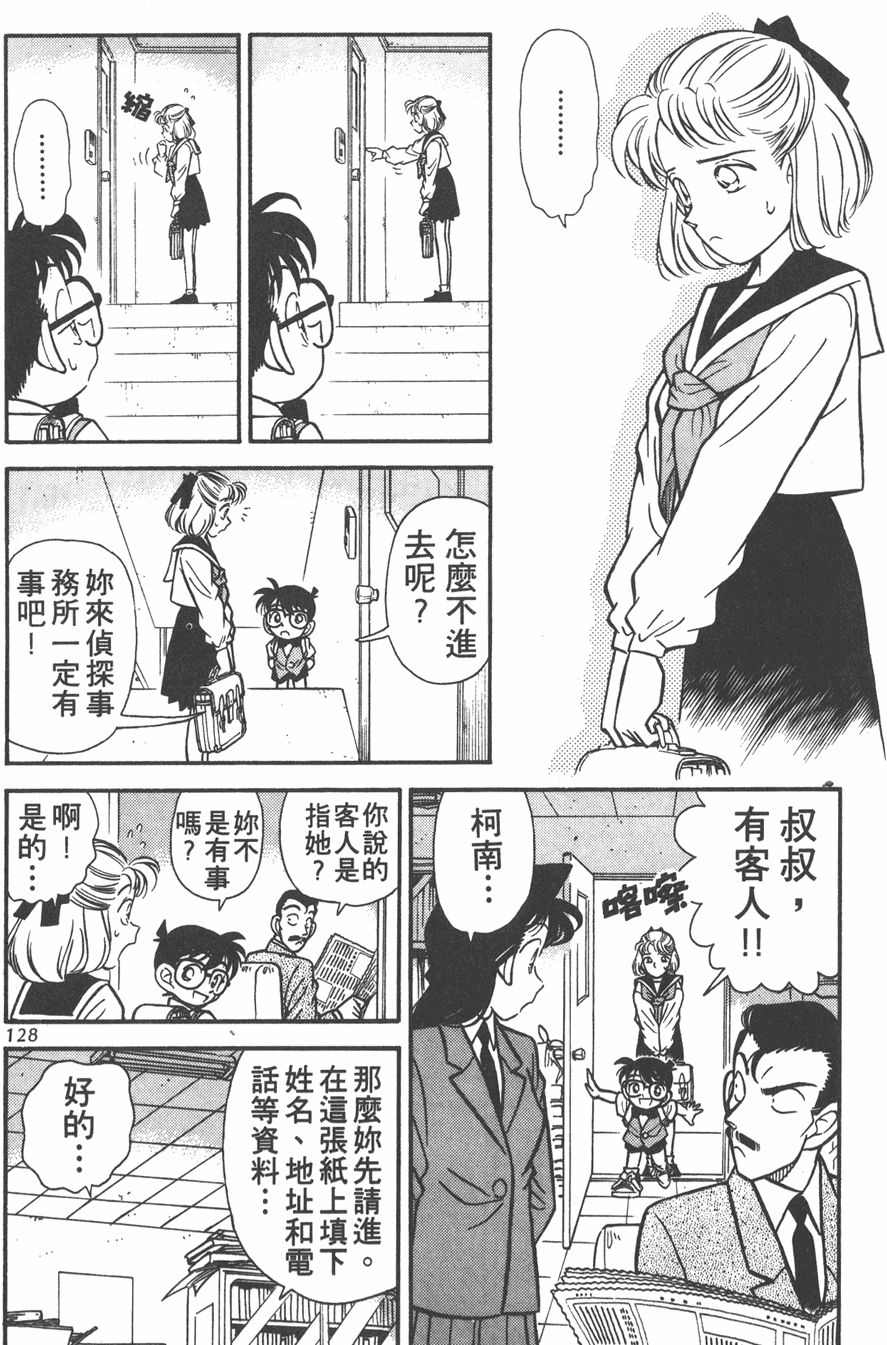 ……
……
縮
怎麼不進
去呢？
妳來偵探事
務所一定有
事吧！
叔叔，
有客人!!
喀嚓
柯南…
你說的
客人是
指她？
妳不
是有事
嗎？
啊！
是的…
那麼妳先請進。
在這張紙上填下
姓名、地址和電
話等資料…
好的…
128